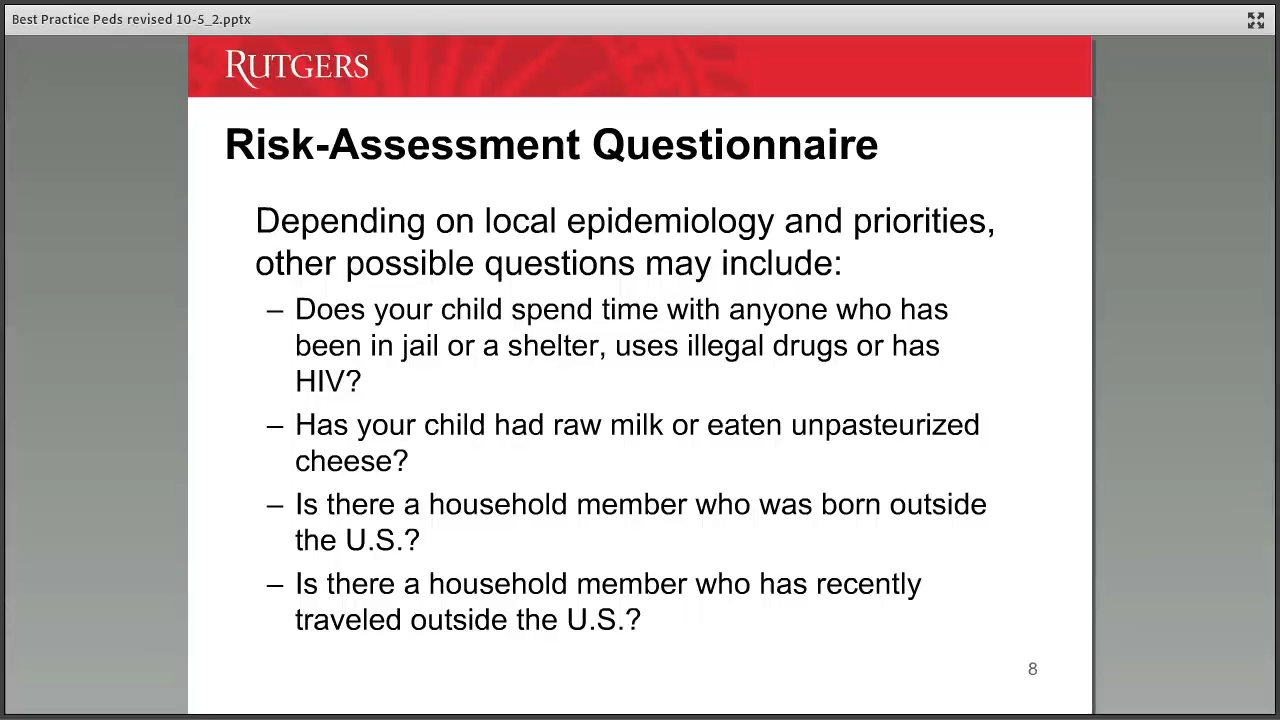 Best Practice Peds revised 10-5_2.pptx
RUTGERS
Risk-Assessment Questionnaire
Depending on local epidemiology and priorities,
other possible questions may include:
– Does your child spend time with anyone who has
been in jail or a shelter, uses illegal drugs or has
HIV?
– Has your child had raw milk or eaten unpasteurized
cheese?
– Is there a household member who was born outside
the U.S.?
– Is there a household member who has recently
traveled outside the U.S.?
8